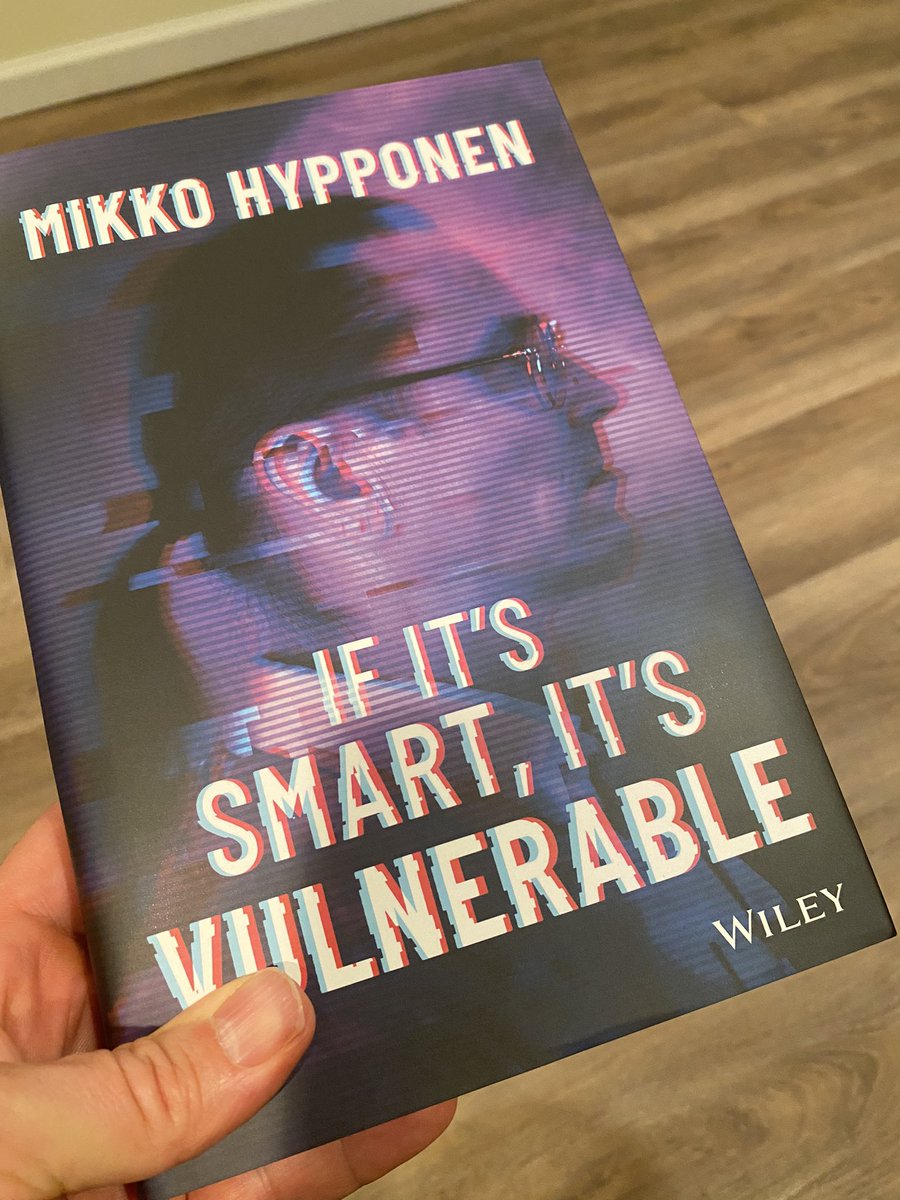 MIKKO HYPPONEN
IF IT'S
SMART, IT'S
VULNERABLE
WILEY